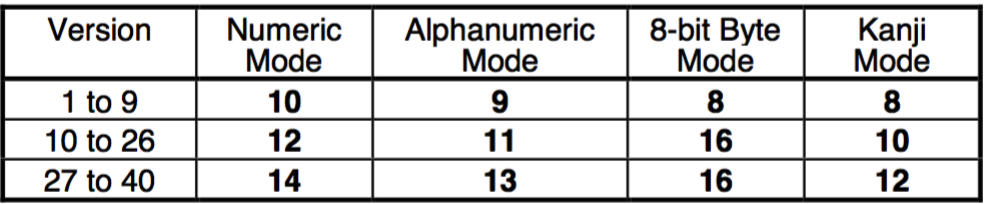 Version Numeric Mode Alphanumeric Mode 8-bit Byte Mode Kanji Mode
1 to 9 10 9 8 8
10 to 26 12 11 16 10
27 to 40 14 13 16 12